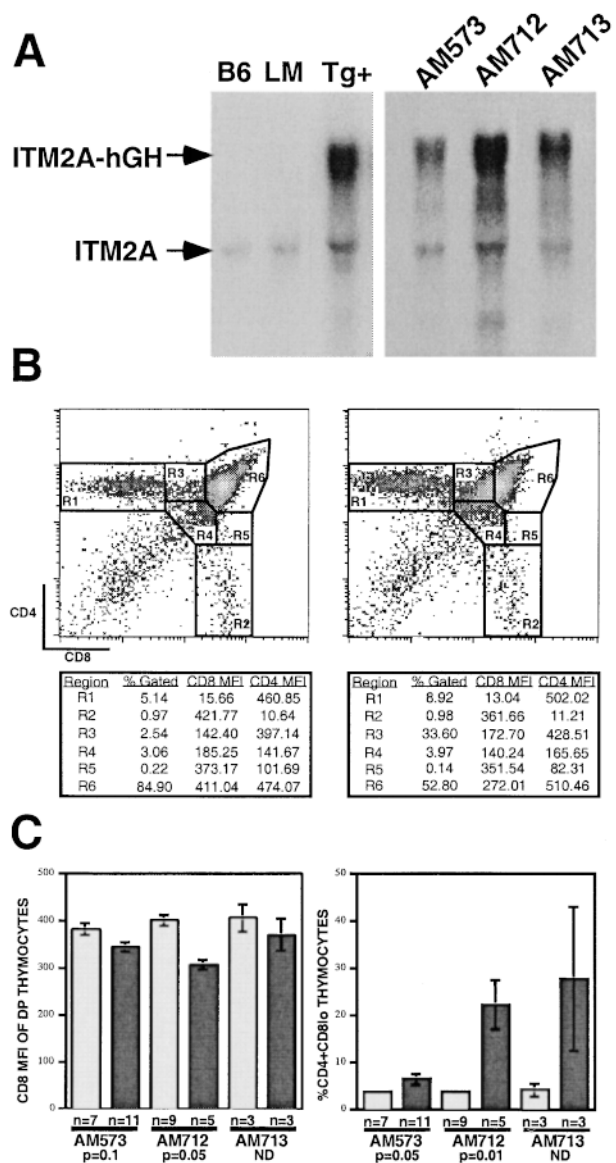 A
B6 LM Tg+ AM573 AM712 AM713
ITM2A-hGH
ITM2A
B
R1 R3 R6 R4 R5 R2
R1 R3 R6 R4 R5 R2
CD4
CD8
Region % Gated CD8 MFI CD4 MFI
R1 5.14 15.66 460.85
R2 0.97 421.77 10.64
R3 2.54 142.40 397.14
R4 3.06 185.25 141.67
R5 0.22 373.17 101.69
R6 84.90 411.04 474.07
Region % Gated CD8 MFI CD4 MFI
R1 8.92 13.04 502.02
R2 0.98 361.66 11.21
R3 33.60 172.70 428.51
R4 3.97 140.24 165.65
R5 0.14 351.54 82.31
R6 52.80 272.01 510.46
C
CD8 MFI OF DP THYMOCYTES
500
400
300
200
100
0
n=7 n=11 n=9 n=5 n=3 n=3
AM573 AM712 AM713
p=0.1 p=0.05 ND
%CD4+CD8lo THYMOCYTES
50
40
30
20
10
0
n=7 n=11 n=9 n=5 n=3 n=3
AM573 AM712 AM713
p=0.05 p=0.01 ND